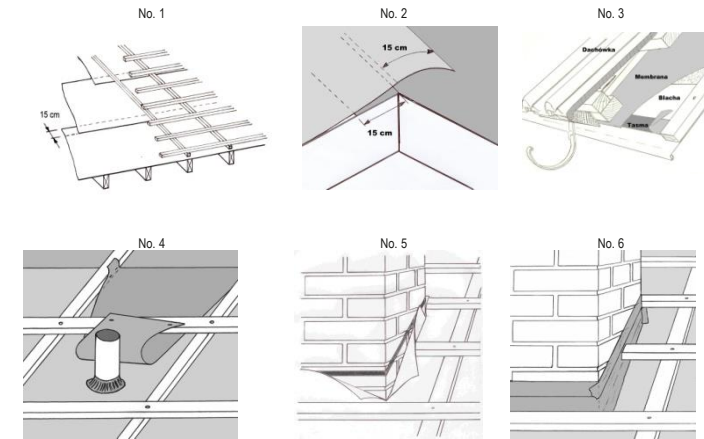 No. 1
No. 2
No. 3
15 cm
15 cm
15 cm
Dachówka
Membrana
Blacha
Taśma
No. 4
No. 5
No. 6